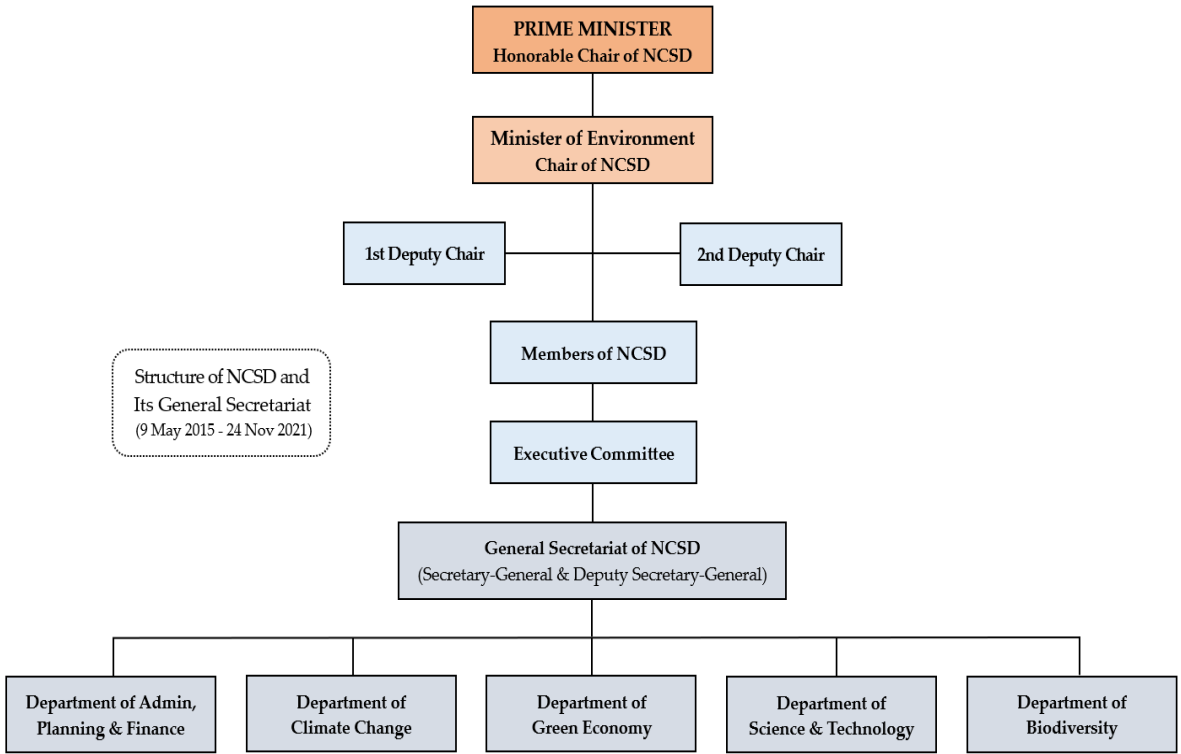 PRIME MINISTER
Honorable Chair of NCSD
Minister of Environment
Chair of NCSD
1st Deputy Chair
2nd Deputy Chair
Members of NCSD
Structure of NCSD and
Its General Secretariat
(9 May 2015 - 24 Nov 2021)
Executive Committee
General Secretariat of NCSD
(Secretary-General & Deputy Secretary-General)
Department of Admin,
Planning & Finance
Department of
Climate Change
Department of
Green Economy
Department of
Science & Technology
Department of
Biodiversity